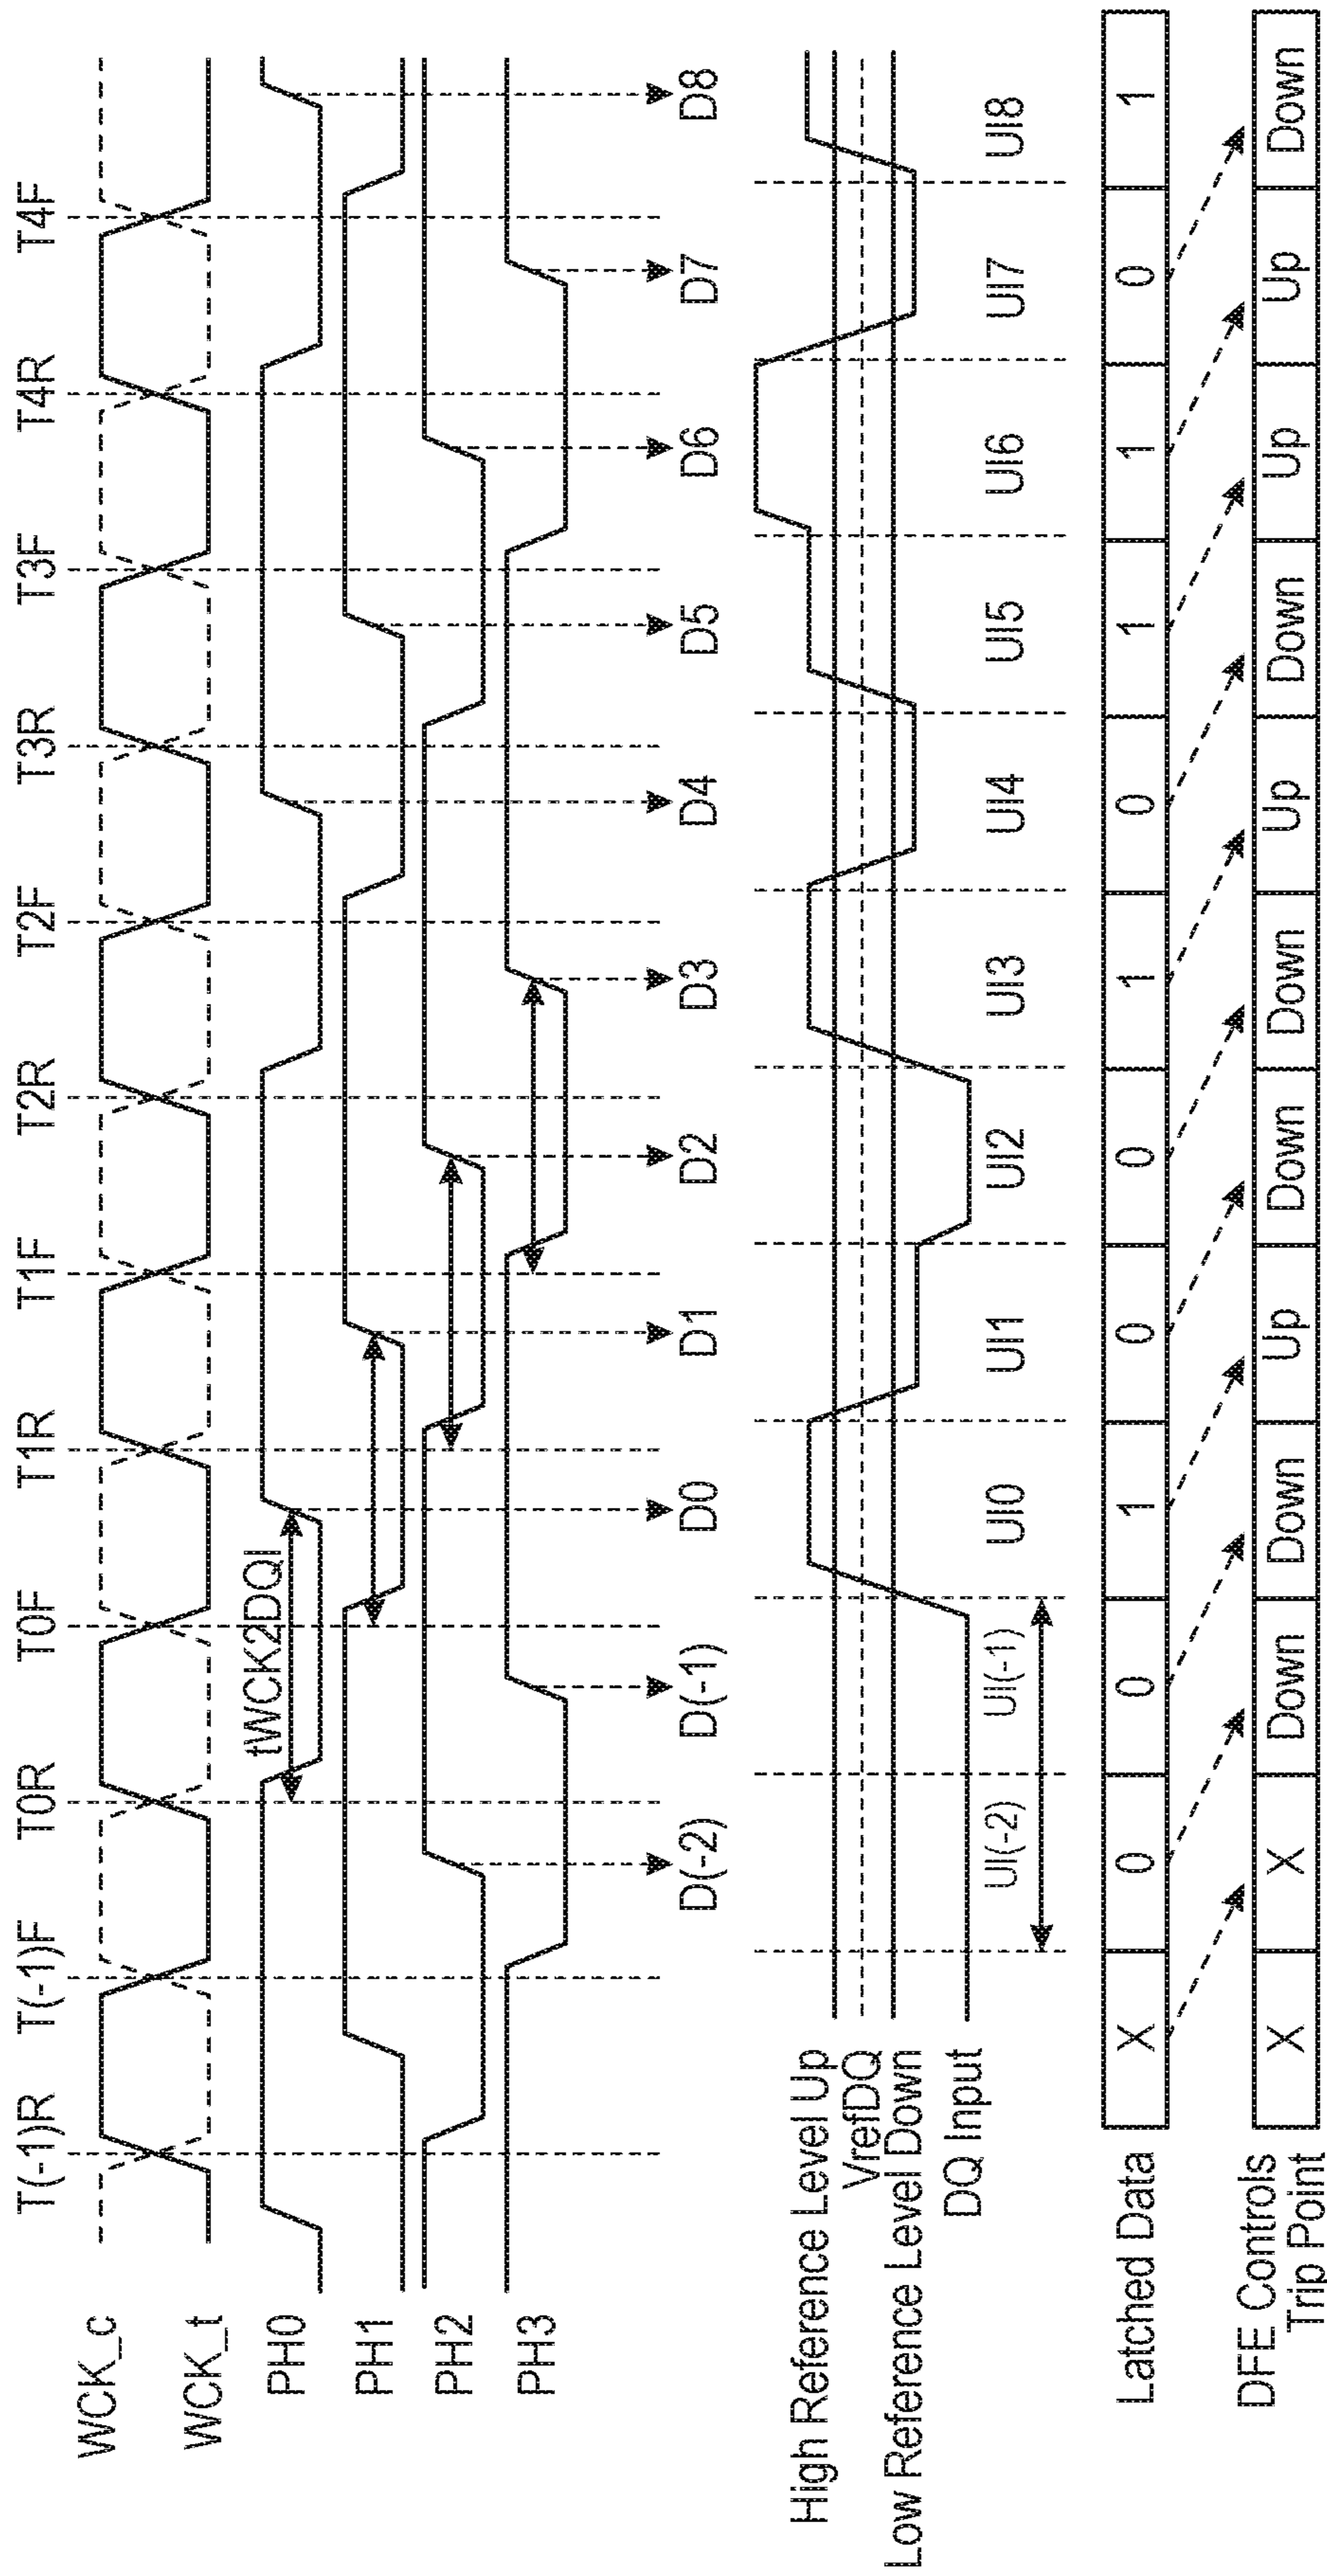 T(-1)R T(-1)F T0R T0F T1R T1F T2R T2F T3R T3F T4R T4F
WCK_c
WCK_t
tWCK2DQI
PH0
PH1
PH2
PH3
D(-2) D(-1) D0 D1 D2 D3 D4 D5 D6 D7 D8
High Reference Level Up
VrefDQ
Low Reference Level Down
DQ Input
UI(-2) UI(-1) UI0 UI1 UI2 UI3 UI4 UI5 UI6 UI7 UI8
Latched Data X 0 0 1 0 0 1 0 1 1 0 1
DFE Controls
Trip Point
X X Down Down Up Down Down Up Down Up Up Down